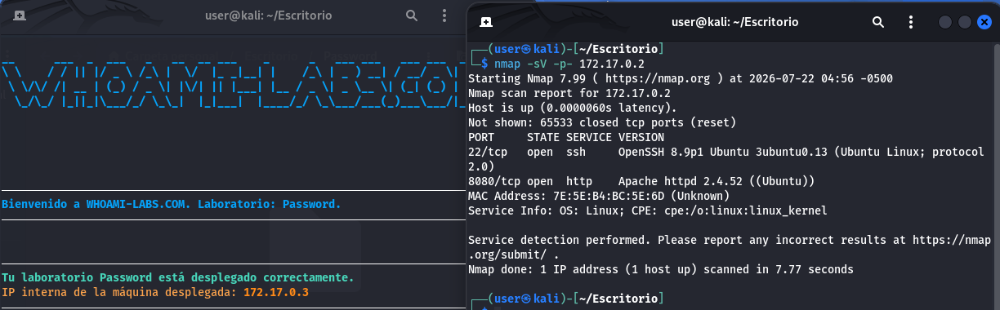 user@kali: ~/Escritorio
WHOAMI-LABS.CO
Bienvenido a WHOAMI-LABS.COM. Laboratorio: Password.
Tu laboratorio Password está desplegado correctamente.
IP interna de la máquina desplegada: 172.17.0.3
user@kali: ~/Escritorio
┌──(user㉿kali)-[~/Escritorio]
└─$ nmap -sV -p- 172.17.0.2
Starting Nmap 7.99 ( https://nmap.org ) at 2026-07-22 04:56 -0500
Nmap scan report for 172.17.0.2
Host is up (0.0000060s latency).
Not shown: 65533 closed tcp ports (reset)
PORT     STATE SERVICE VERSION
22/tcp   open  ssh     OpenSSH 8.9p1 Ubuntu 3ubuntu0.13 (Ubuntu Linux; protocol
2.0)
8080/tcp open  http    Apache httpd 2.4.52 ((Ubuntu))
MAC Address: 7E:5E:B4:BC:5E:6D (Unknown)
Service Info: OS: Linux; CPE: cpe:/o:linux:linux_kernel
Service detection performed. Please report any incorrect results at https://nmap
.org/submit/ .
Nmap done: 1 IP address (1 host up) scanned in 7.77 seconds
┌──(user㉿kali)-[~/Escritorio]